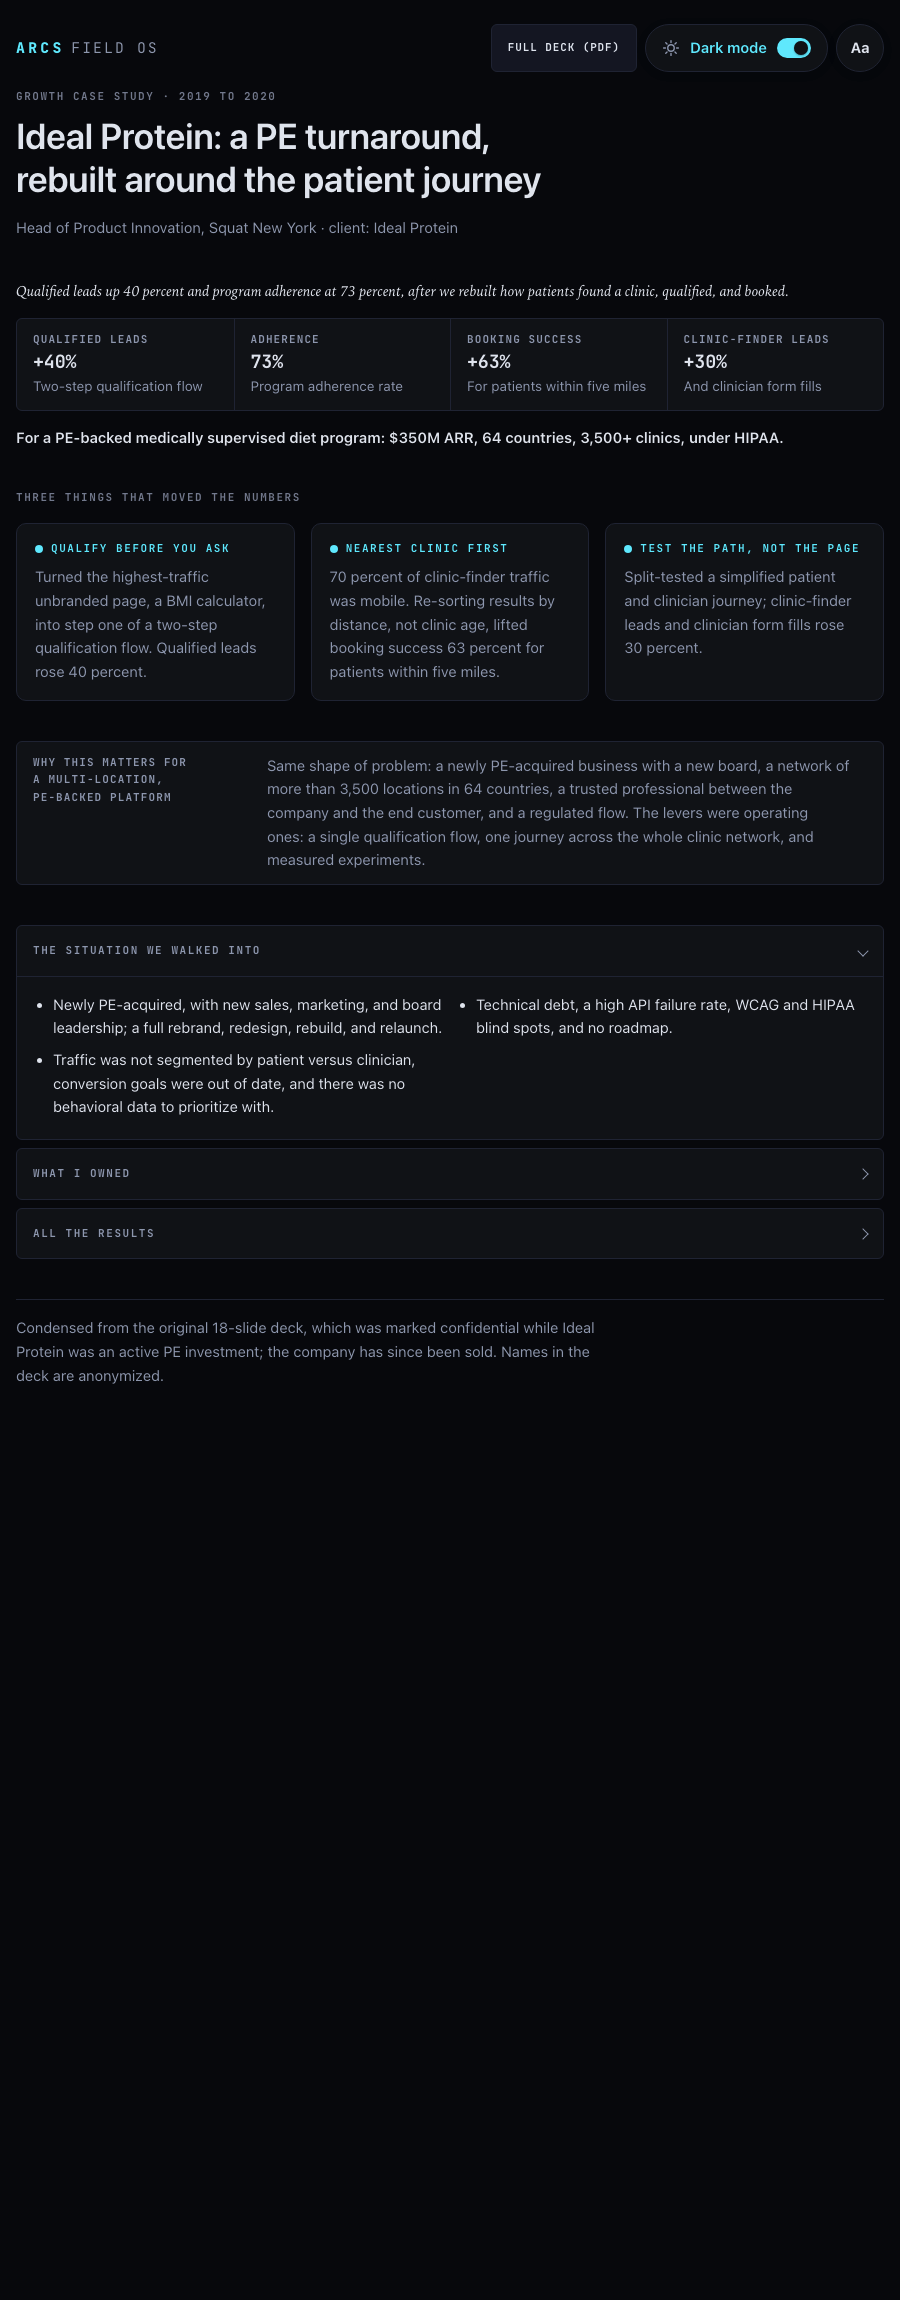 ARCS FIELD OS
FULL DECK (PDF)
Dark mode
Aa
GROWTH CASE STUDY · 2019 TO 2020
Ideal Protein: a PE turnaround,
rebuilt around the patient journey
Head of Product Innovation, Squat New York · client: Ideal Protein
Qualified leads up 40 percent and program adherence at 73 percent, after we rebuilt how patients found a clinic, qualified, and booked.
QUALIFIED LEADS
+40%
Two-step qualification flow
ADHERENCE
73%
Program adherence rate
BOOKING SUCCESS
+63%
For patients within five miles
CLINIC-FINDER LEADS
+30%
And clinician form fills
For a PE-backed medically supervised diet program: $350M ARR, 64 countries, 3,500+ clinics, under HIPAA.
THREE THINGS THAT MOVED THE NUMBERS
QUALIFY BEFORE YOU ASK
Turned the highest-traffic
unbranded page, a BMI calculator,
into step one of a two-step
qualification flow. Qualified leads
rose 40 percent.
NEAREST CLINIC FIRST
70 percent of clinic-finder traffic
was mobile. Re-sorting results by
distance, not clinic age, lifted
booking success 63 percent for
patients within five miles.
TEST THE PATH, NOT THE PAGE
Split-tested a simplified patient
and clinician journey; clinic-finder
leads and clinician form fills rose
30 percent.
WHY THIS MATTERS FOR
A MULTI-LOCATION,
PE-BACKED PLATFORM
Same shape of problem: a newly PE-acquired business with a new board, a network of
more than 3,500 locations in 64 countries, a trusted professional between the
company and the end customer, and a regulated flow. The levers were operating
ones: a single qualification flow, one journey across the whole clinic network, and
measured experiments.
THE SITUATION WE WALKED INTO
• Newly PE-acquired, with new sales, marketing, and board
leadership; a full rebrand, redesign, rebuild, and relaunch.
• Traffic was not segmented by patient versus clinician,
conversion goals were out of date, and there was no
behavioral data to prioritize with.
• Technical debt, a high API failure rate, WCAG and HIPAA
blind spots, and no roadmap.
WHAT I OWNED
ALL THE RESULTS
Condensed from the original 18-slide deck, which was marked confidential while Ideal
Protein was an active PE investment; the company has since been sold. Names in the
deck are anonymized.